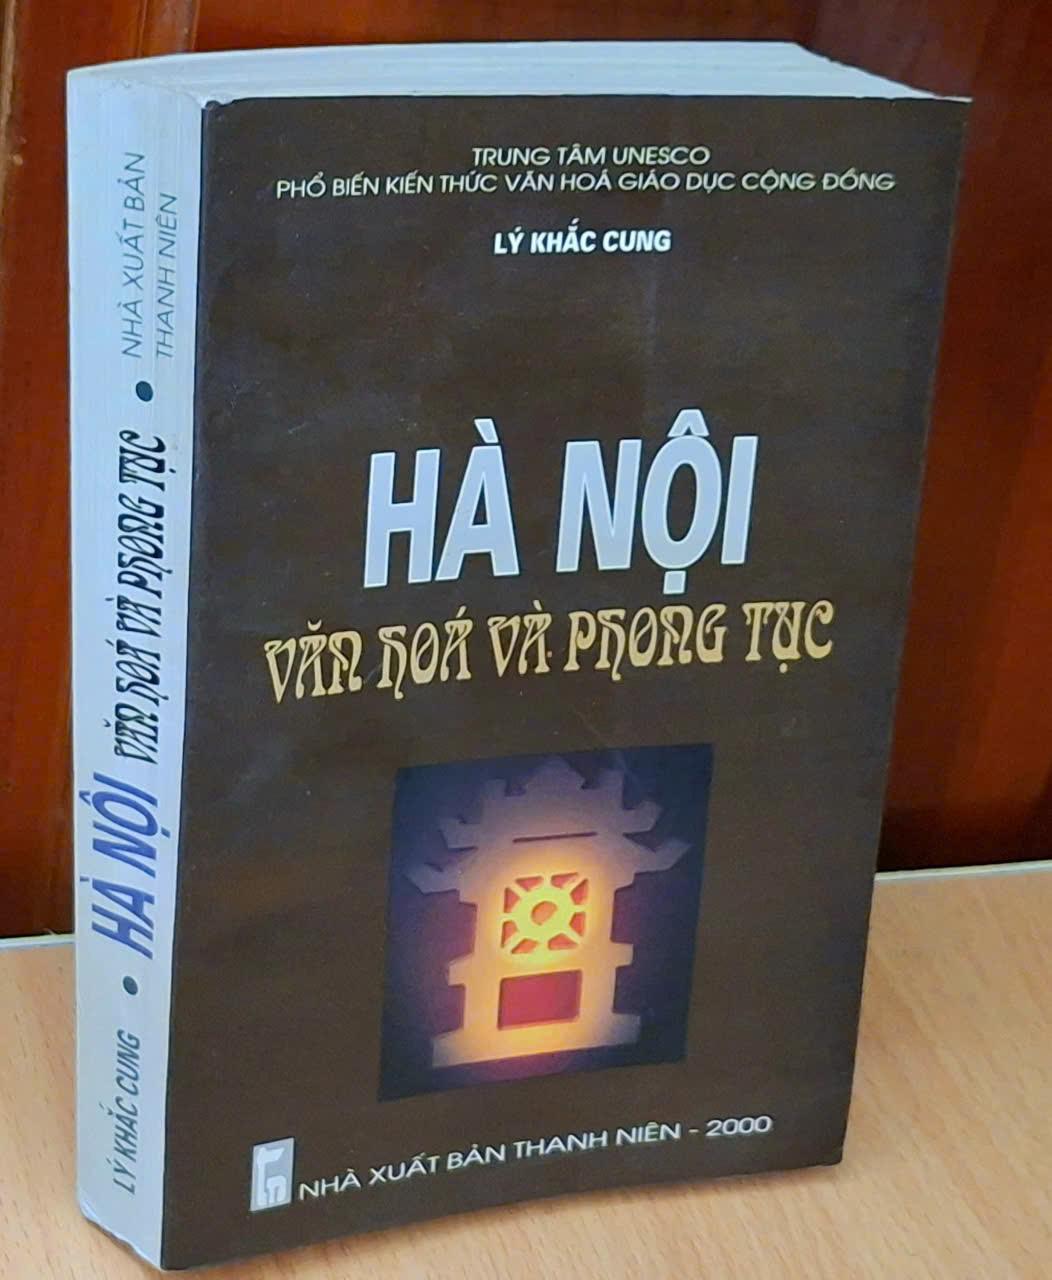 TRUNG TÂM UNESCO
PHỔ BIẾN KIẾN THỨC VĂN HOÁ GIÁO DỤC CỘNG ĐỒNG
LÝ KHẮC CUNG
HÀ NỘI
VĂN HOÁ VÀ PHONG TỤC
NHÀ XUẤT BẢN THANH NIÊN - 2000
LÝ KHẮC CUNG • HÀ NỘI VĂN HOÁ VÀ PHONG TỤC • NHÀ XUẤT BẢN
THANH NIÊN